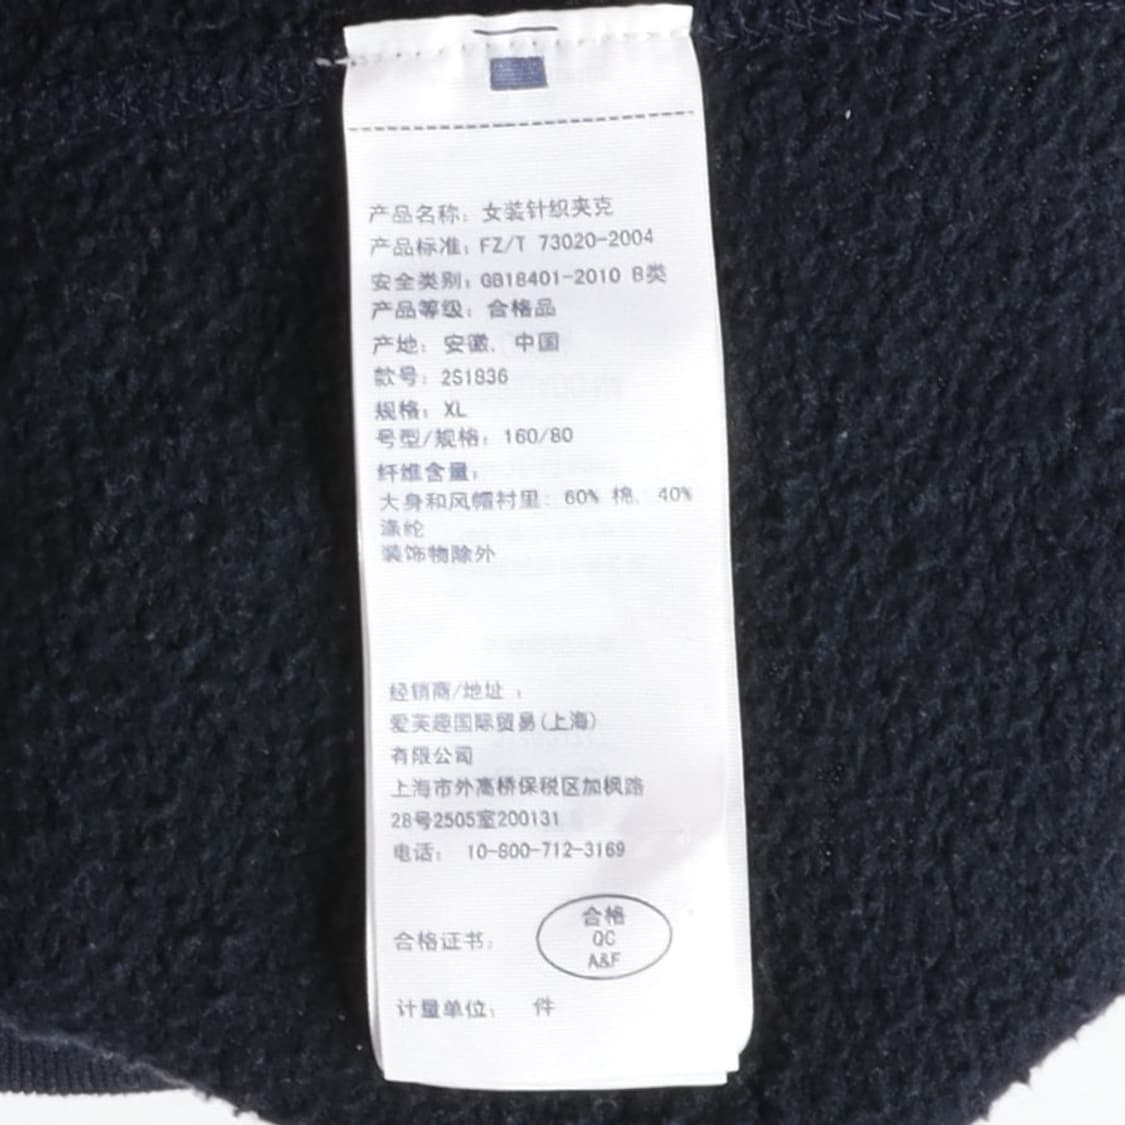 产品名称：女装针织夹克
产品标准：FZ/T 73020-2004
安全类别：GB18401-2010 B类
产品等级：合格品
产地：安徽、中国
款号：2S1836
规格：XL
号型/规格：160/80
纤维含量：
大身和风帽衬里：60% 棉、40%
涤纶
装饰物除外
经销商/地址：
爱芙趣国际贸易(上海)
有限公司
上海市外高桥保税区加枫路
28号2505室200131
电话：10-800-712-3169
合格
QC
A&F
合格证书：
计量单位：件